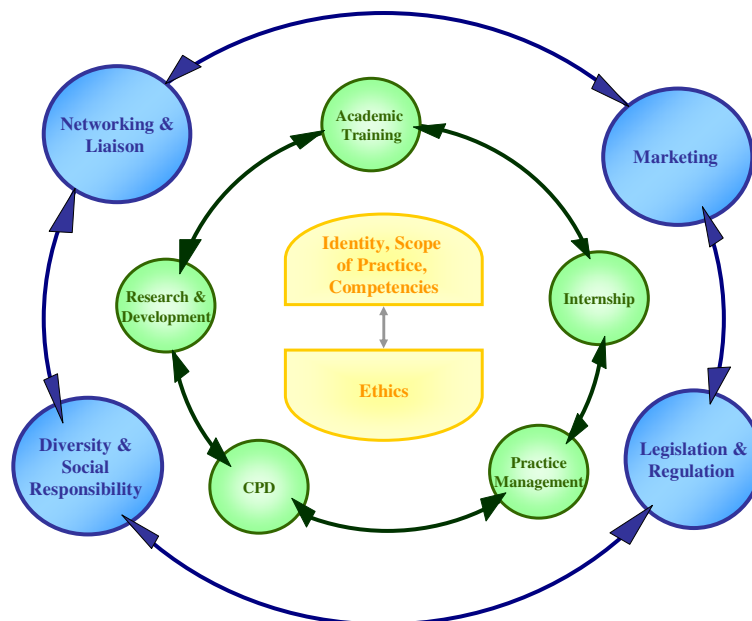 Networking &
Liaison
Academic
Training
Marketing
Identity, Scope
of Practice,
Competencies
Research &
Development
Internship
Ethics
Diversity &
Social
Responsibility
CPD
Practice
Management
Legislation &
Regulation